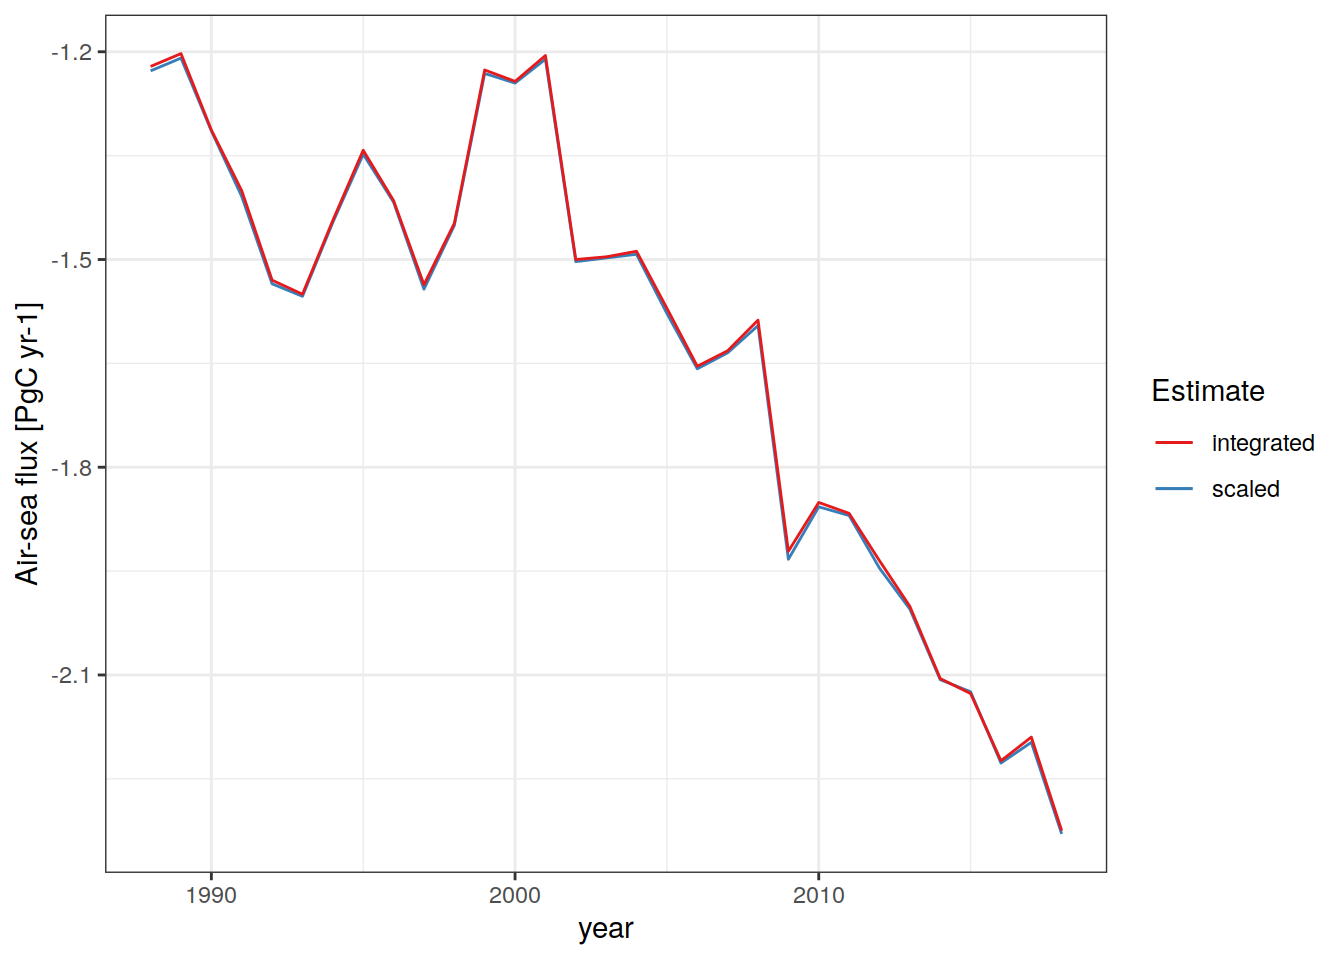 -1.2
-1.5
-1.8
-2.1
Air-sea flux [PgC yr-1]
1990 2000 2010
year
Estimate
integrated
scaled